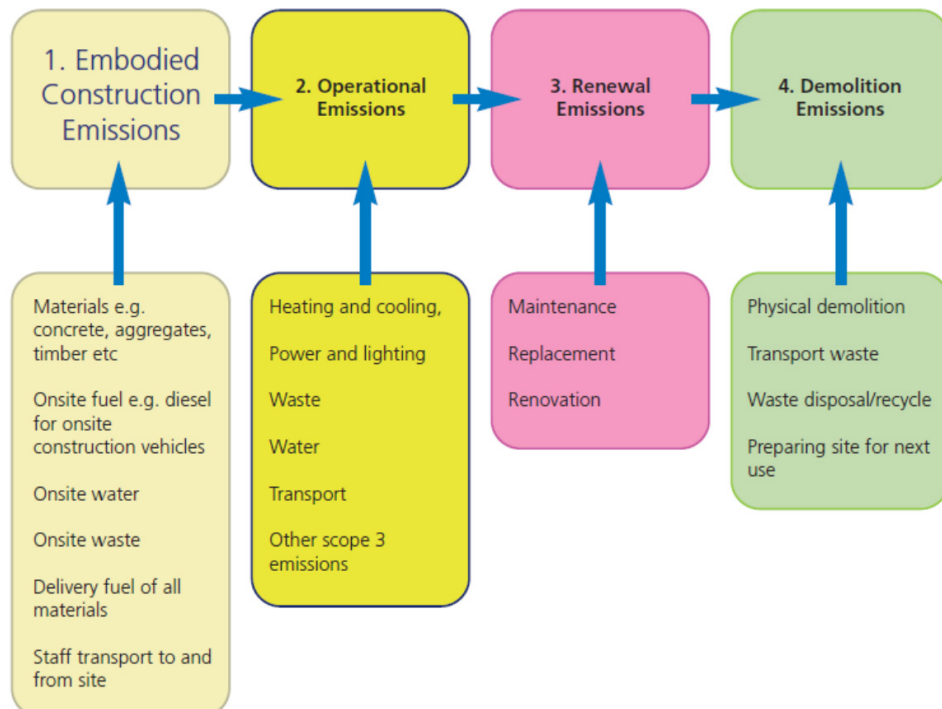 1. Embodied
Construction
Emissions
2. Operational
Emissions
3. Renewal
Emissions
4. Demolition
Emissions
Materials e.g.
concrete, aggregates,
timber etc
Onsite fuel e.g. diesel
for onsite
construction vehicles
Onsite water
Onsite waste
Delivery fuel of all
materials
Staff transport to and
from site
Heating and cooling,
Power and lighting
Waste
Water
Transport
Other scope 3
emissions
Maintenance
Replacement
Renovation
Physical demolition
Transport waste
Waste disposal/recycle
Preparing site for next
use